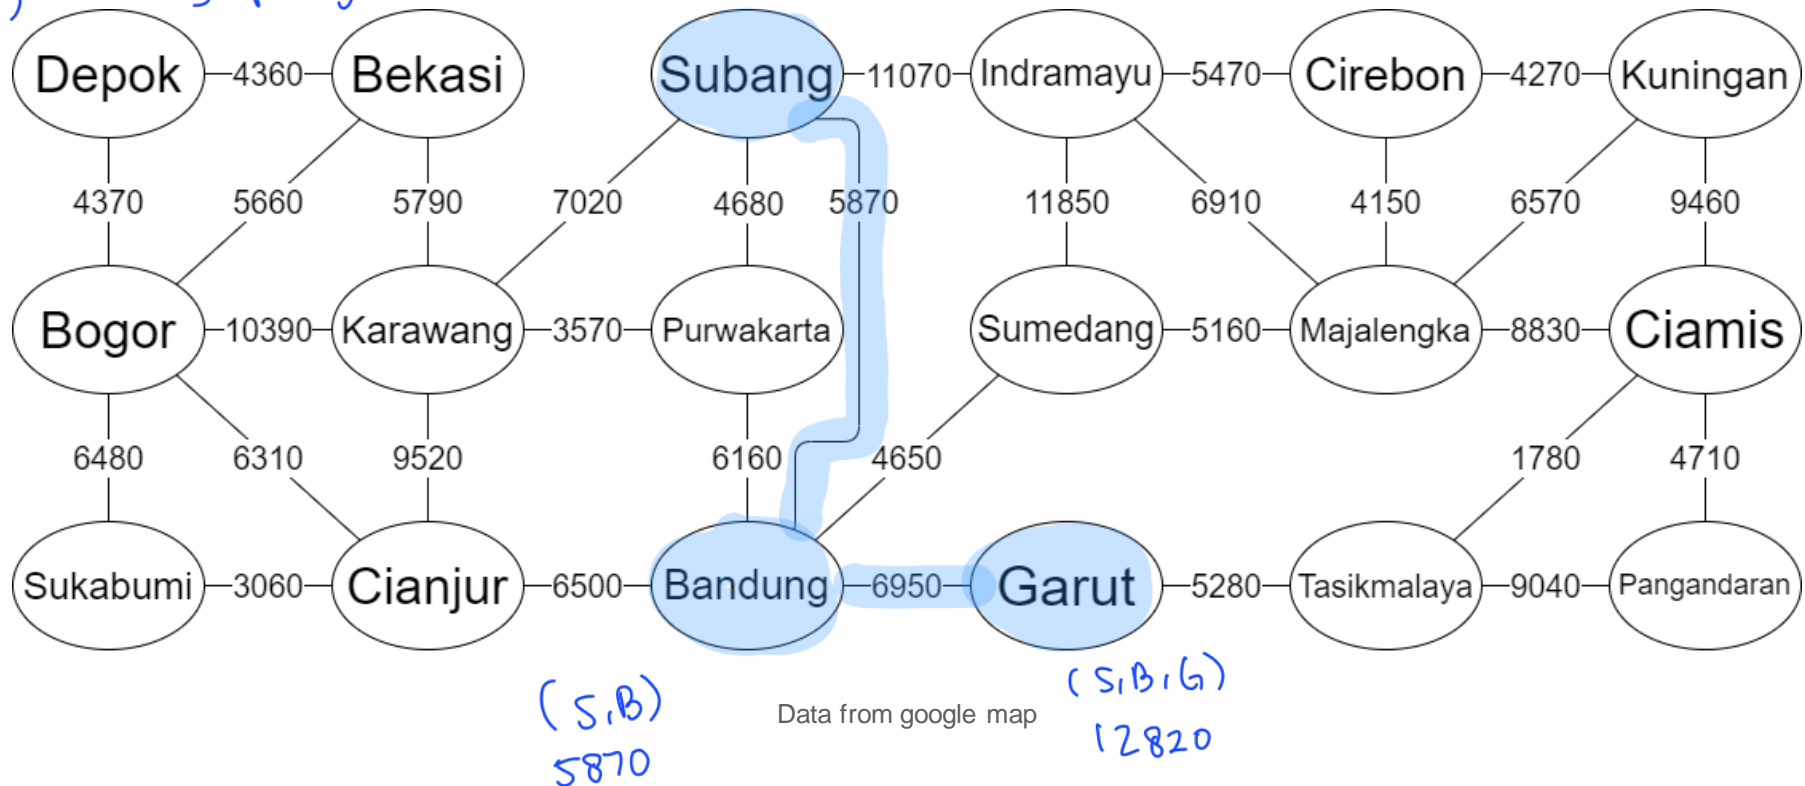 Depok 4360 Bekasi Subang 11070 Indramayu 5470 Cirebon 4270 Kuningan
4370 5660 5790 7020 4680 5870 11850 6910 4150 6570 9460
Bogor 10390 Karawang 3570 Purwakarta Sumedang 5160 Majalengka 8830 Ciamis
6480 6310 9520 6160 4650 1780 4710
Sukabumi 3060 Cianjur 6500 Bandung 6950 Garut 5280 Tasikmalaya 9040 Pangandaran
(S,B) Data from google map (S,B,G)
5870 12820